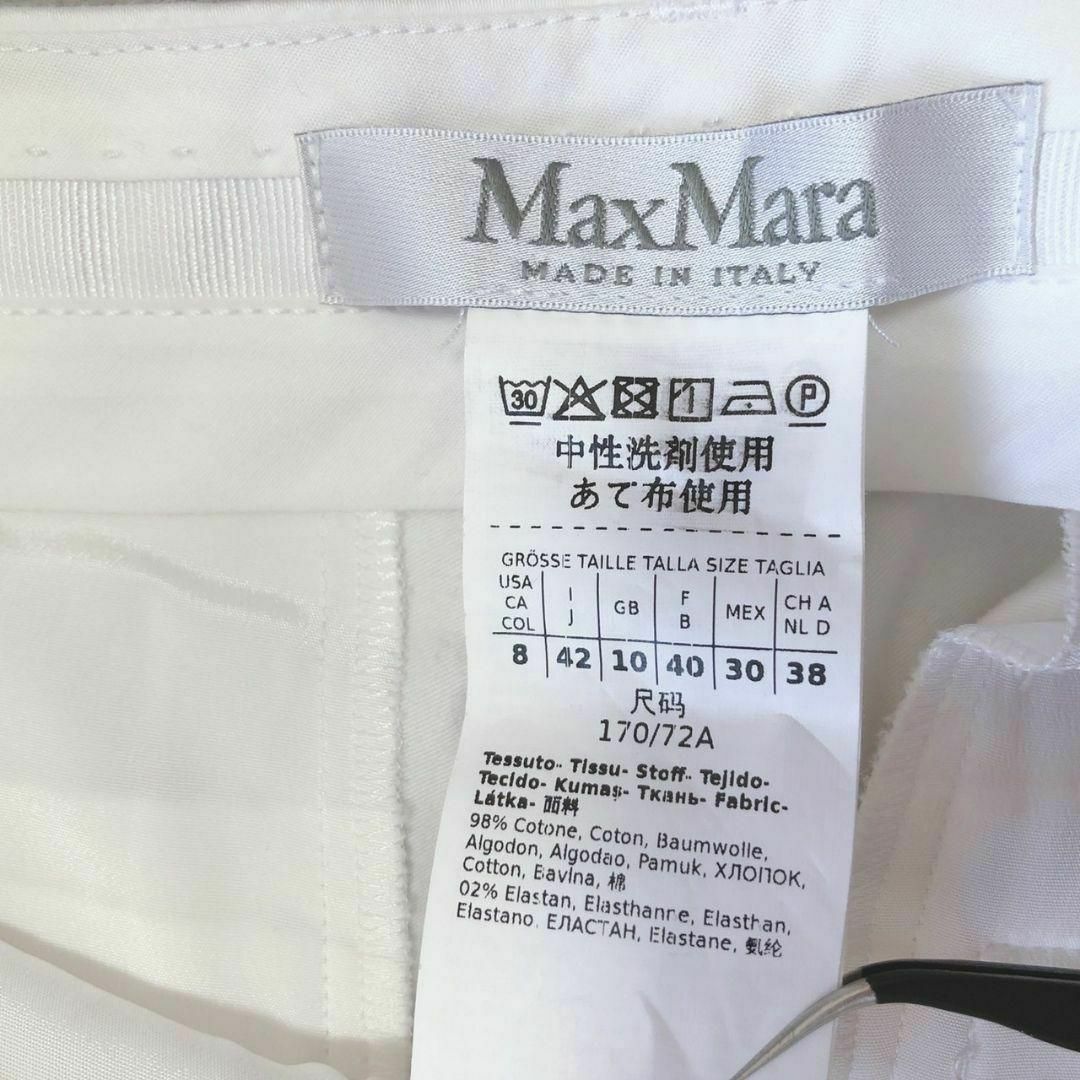 MaxMara
MADE IN ITALY
30 1 P
中性洗剤使用
あて布使用
GRÖSSE TAILLE TALLA SIZE TAGLIA
USA CA COL I J GB F B MEX CH A NL D
8 42 10 40 30 38
尺码
170/72A
Tessuto- Tissu- Stoff- Tejido-
Tecido- Kumaş- Ткань- Fabric-
Látka- 面料
98% Cotone, Coton, Baumwolle,
Algodon, Algodao, Pamuk, ХЛОПОК,
Cotton, Bavlna, 棉
02% Elastan, Elasthanne, Elasthan,
Elastano, ЕЛАСТАН, Elastane, 氨纶